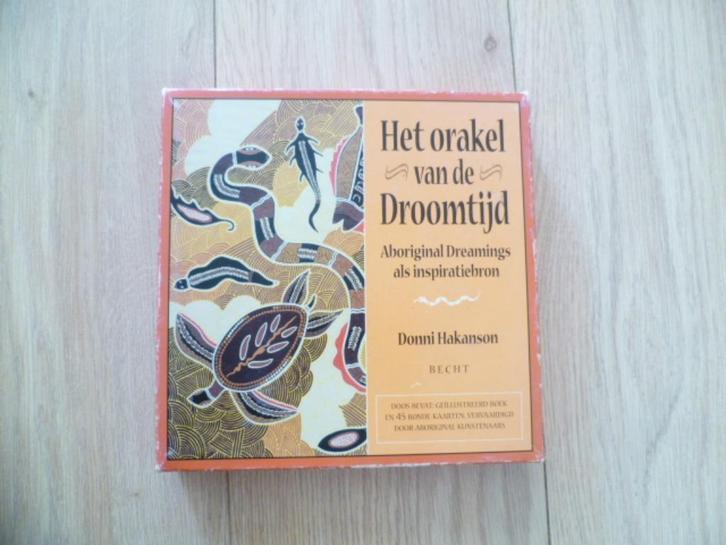 Het orakel
van de
Droomtijd
Aboriginal Dreamings
als inspiratiebron
Donni Hakanson
BECHT
DOOS BEVAT: GEÏLLUSTREERD BOEK
EN 45 RONDE KAARTEN, VERVAARDIGD
DOOR ABORIGINAL KUNSTENAARS